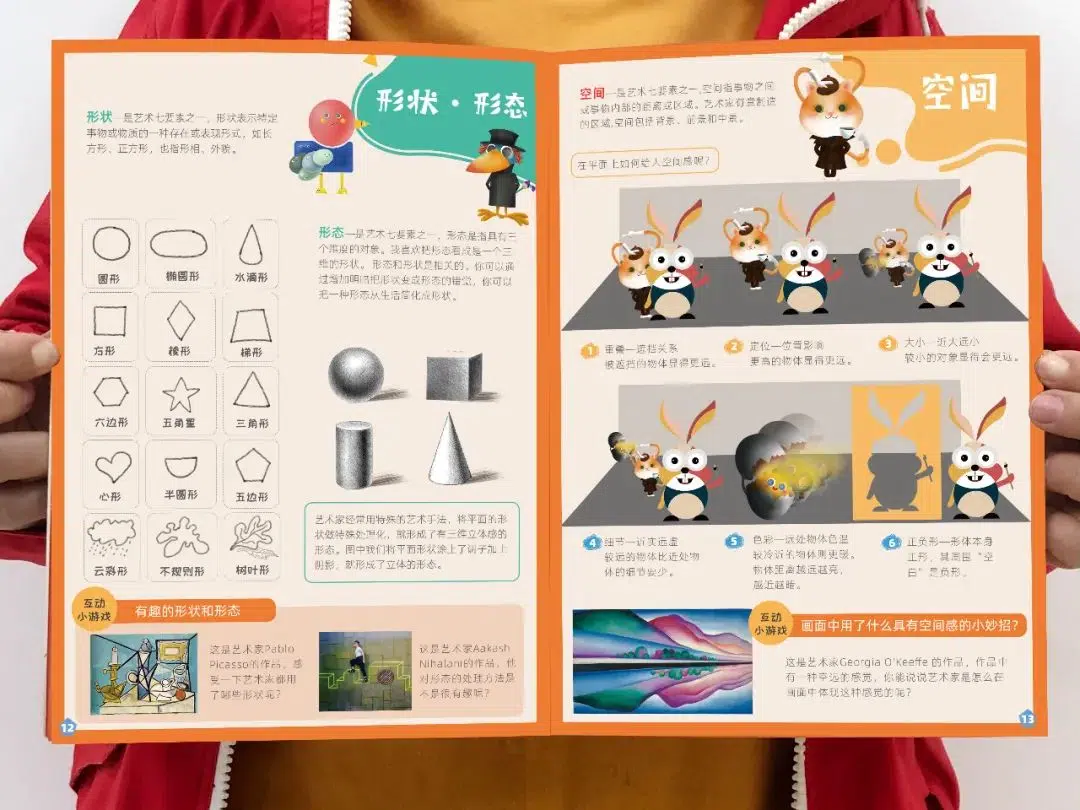 形状·形态
形状—是艺术七要素之一，形状表示特定
事物或物质的一种存在或表现形式，如长
方形、正方形，也指形相、外貌。
圆形
椭圆形
水滴形
方形
棱形
梯形
六边形
五角星
三角形
心形
半圆形
五边形
云彩形
不规则形
树叶形
形态—是艺术七要素之一，形态是指具有三
个维度的对象。我喜欢把形态看成是一个三
维的形状。形态和形状是相关的，你可以通
过增加明暗把形状变成形态的错觉，你可以
把一种形态从生活简化成形状。
艺术家经常用特殊的艺术手法，将平面的形
状做特殊处理化，就形成了有三维立体感的
形态。图中我们将平面形状涂上了调子加上
阴影，就形成了立体的形态。
互动
小游戏
有趣的形状和形态
这是艺术家Pablo
Picasso的作品，感
受一下艺术家都用
了哪些形状呢？
这是艺术家Aakash
Nihalani的作品，他
对形态的处理方法是
不是很有趣呢？
12
空间
空间—是艺术七要素之一,空间指事物之间
或事物内部的距离或区域。艺术家有意制造
的区域,空间包括背景、前景和中景。
在平面上如何给人空间感呢？
1 重叠—遮挡关系
被遮挡的物体显得更远。
2 定位—位置影响
更高的物体显得更远。
3 大小—近大远小
较小的对象显得会更远。
4 细节—近实远虚
较远的物体比近处物
体的细节要少。
5 色彩—远处物体色温
较冷近的物体则更暖。
物体距离越远越亮，
越近越暗。
6 正负形—形体本身
正形，其周围“空
白”是负形。
互动
小游戏
画面中用了什么具有空间感的小妙招？
这是艺术家Georgia O'Keeffe 的作品，作品中
有一种幸远的感觉，你能说说艺术家是怎么在
画面中体现这种感觉的呢？
13